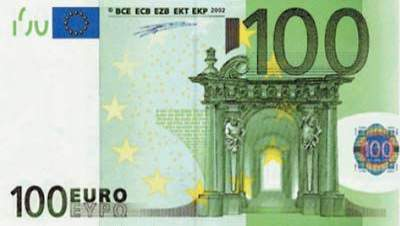 © BCE ECB EZB EKT EKP 2002
100
100
100 EURO
ΕΥΡΩ